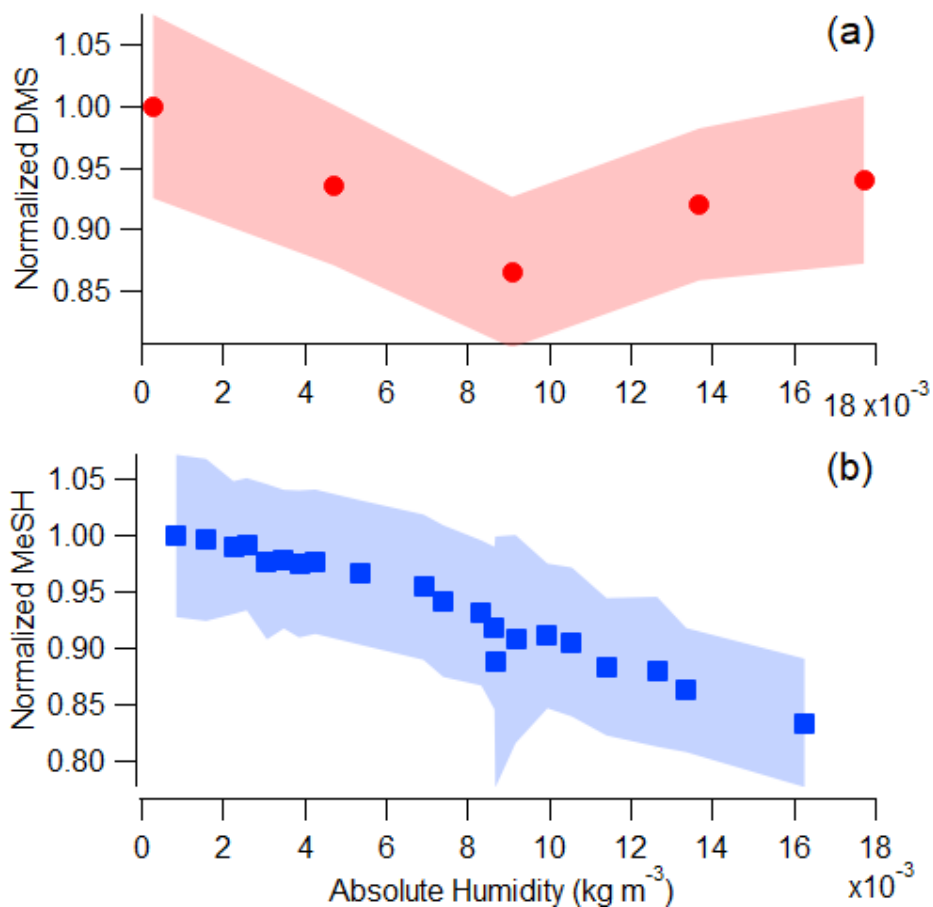 (a)
Normalized DMS
1.05
1.00
0.95
0.90
0.85
0 2 4 6 8 10 12 14 16 18 x10⁻³
(b)
Normalized MeSH
1.05
1.00
0.95
0.90
0.85
0.80
0 2 4 6 8 10 12 14 16 18
Absolute Humidity (kg m⁻³) x10⁻³